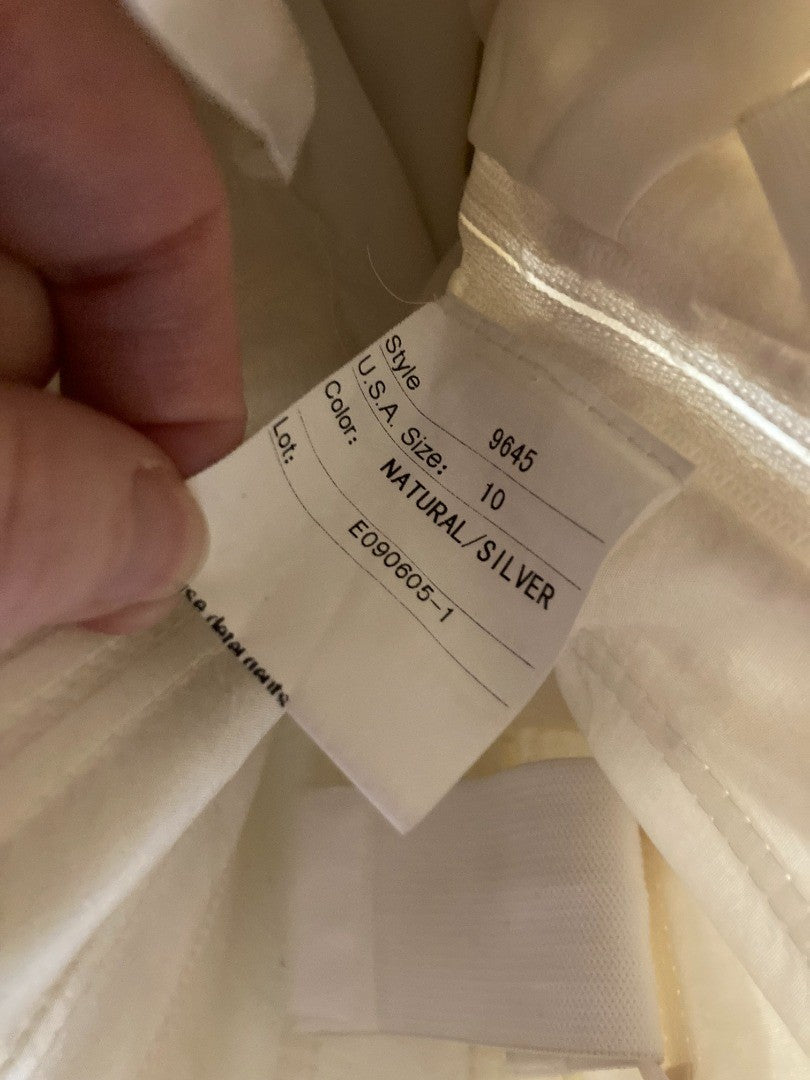 Style 9645
U.S.A. Size: 10
Color: NATURAL/SILVER
Lot: E090605-1